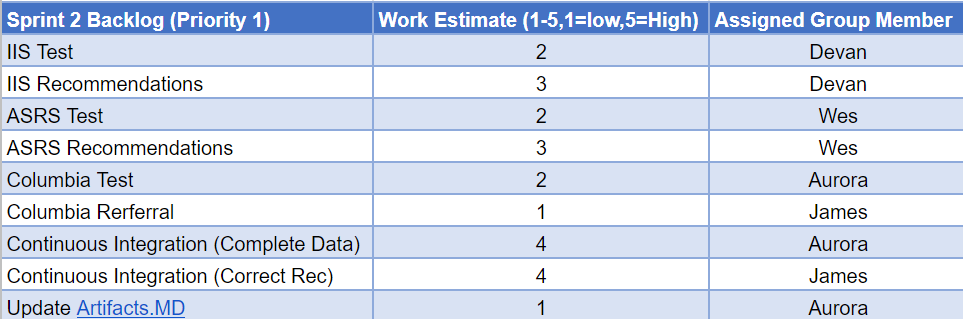 Sprint 2 Backlog (Priority 1) Work Estimate (1-5,1=low,5=High) Assigned Group Member
IIS Test 2 Devan
IIS Recommendations 3 Devan
ASRS Test 2 Wes
ASRS Recommendations 3 Wes
Columbia Test 2 Aurora
Columbia Rerferral 1 James
Continuous Integration (Complete Data) 4 Aurora
Continuous Integration (Correct Rec) 4 James
Update Artifacts.MD 1 Aurora